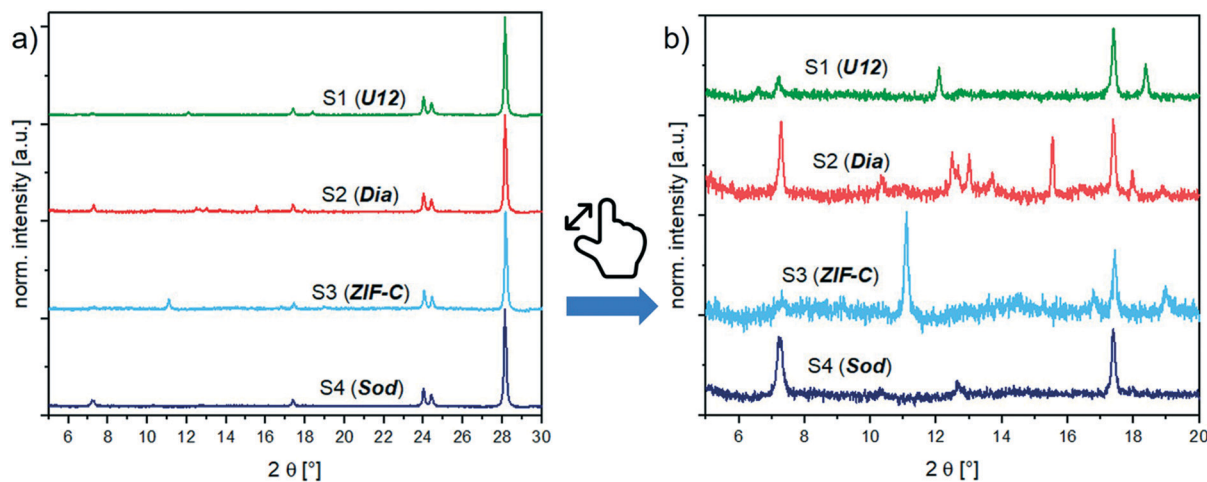 a)
norm. intensity [a.u.]
S1 (U12)
S2 (Dia)
S3 (ZIF-C)
S4 (Sod)
6 8 10 12 14 16 18 20 22 24 26 28 30
2 θ [°]
b)
norm. intensity [a.u.]
S1 (U12)
S2 (Dia)
S3 (ZIF-C)
S4 (Sod)
6 8 10 12 14 16 18 20
2 θ [°]